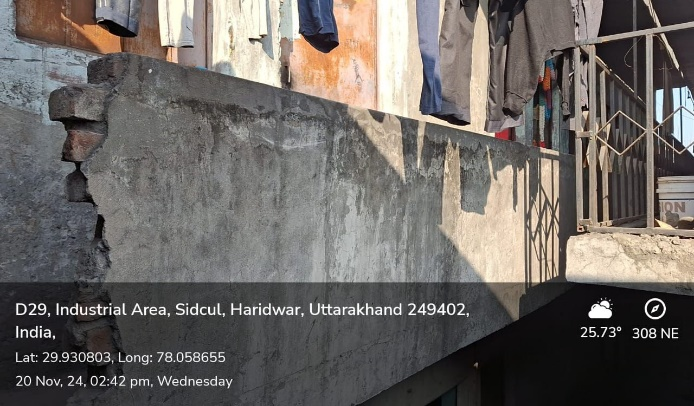 ION
D29, Industrial Area, Sidcul, Haridwar, Uttarakhand 249402,
India,
Lat: 29.930803, Long: 78.058655
20 Nov, 24, 02:42 pm, Wednesday
25.73°
308 NE